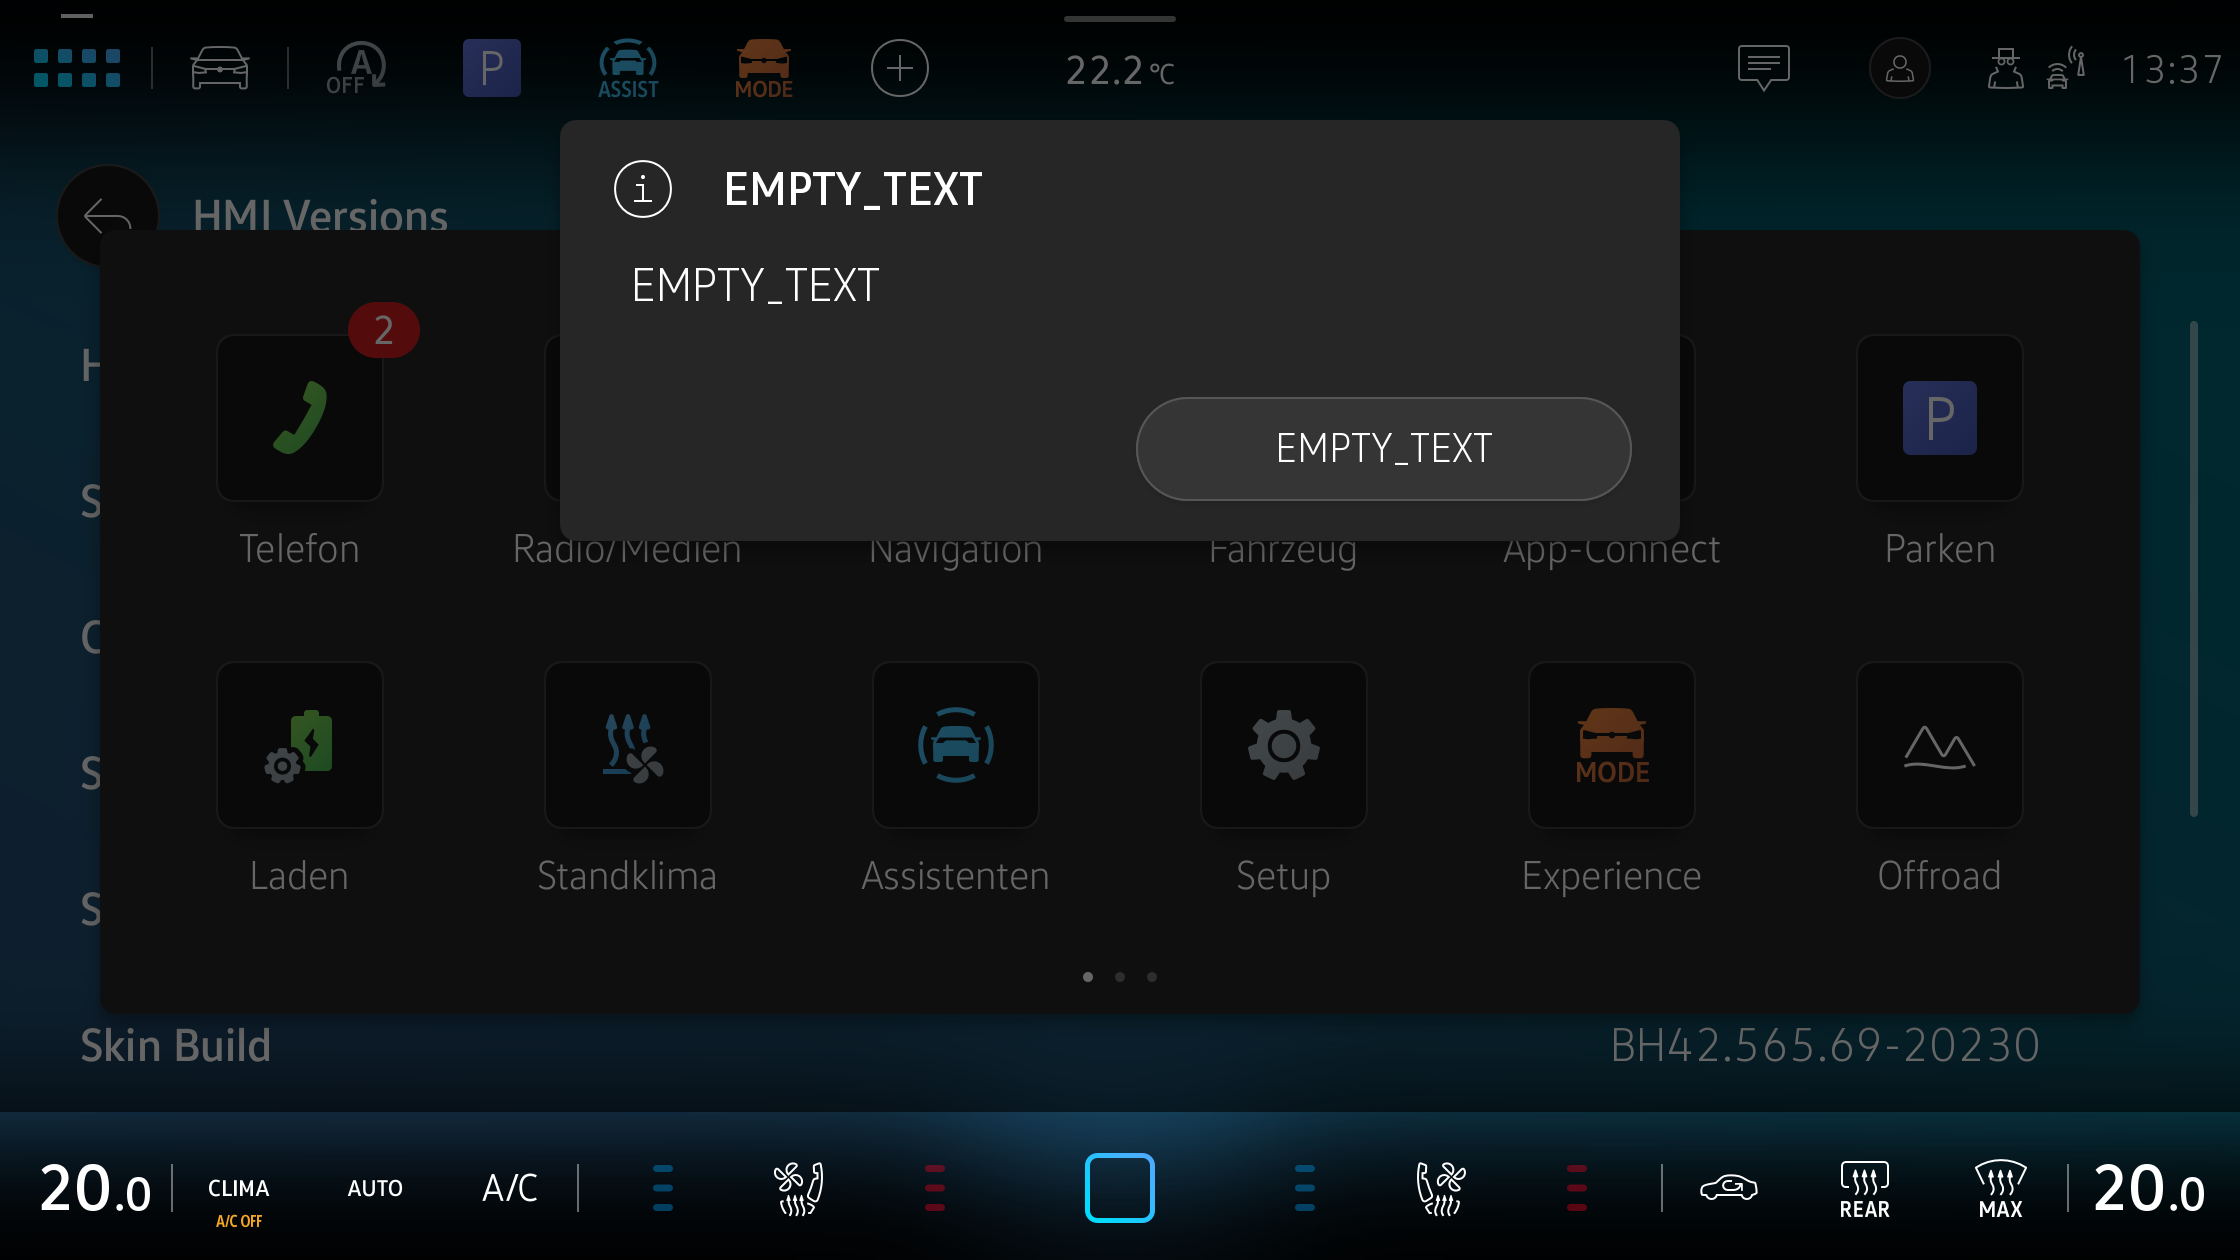 A
OFF
P
ASSIST
MODE
22.2 °C
13:37
HMI Versions
EMPTY_TEXT
EMPTY_TEXT
EMPTY_TEXT
2
P
Telefon
Radio/Medien
Navigation
Fahrzeug
App-Connect
Parken
MODE
Laden
Standklima
Assistenten
Setup
Experience
Offroad
Skin Build
BH42.565.69-20230
20.0
CLIMA
A/C OFF
AUTO
A/C
REAR
MAX
20.0